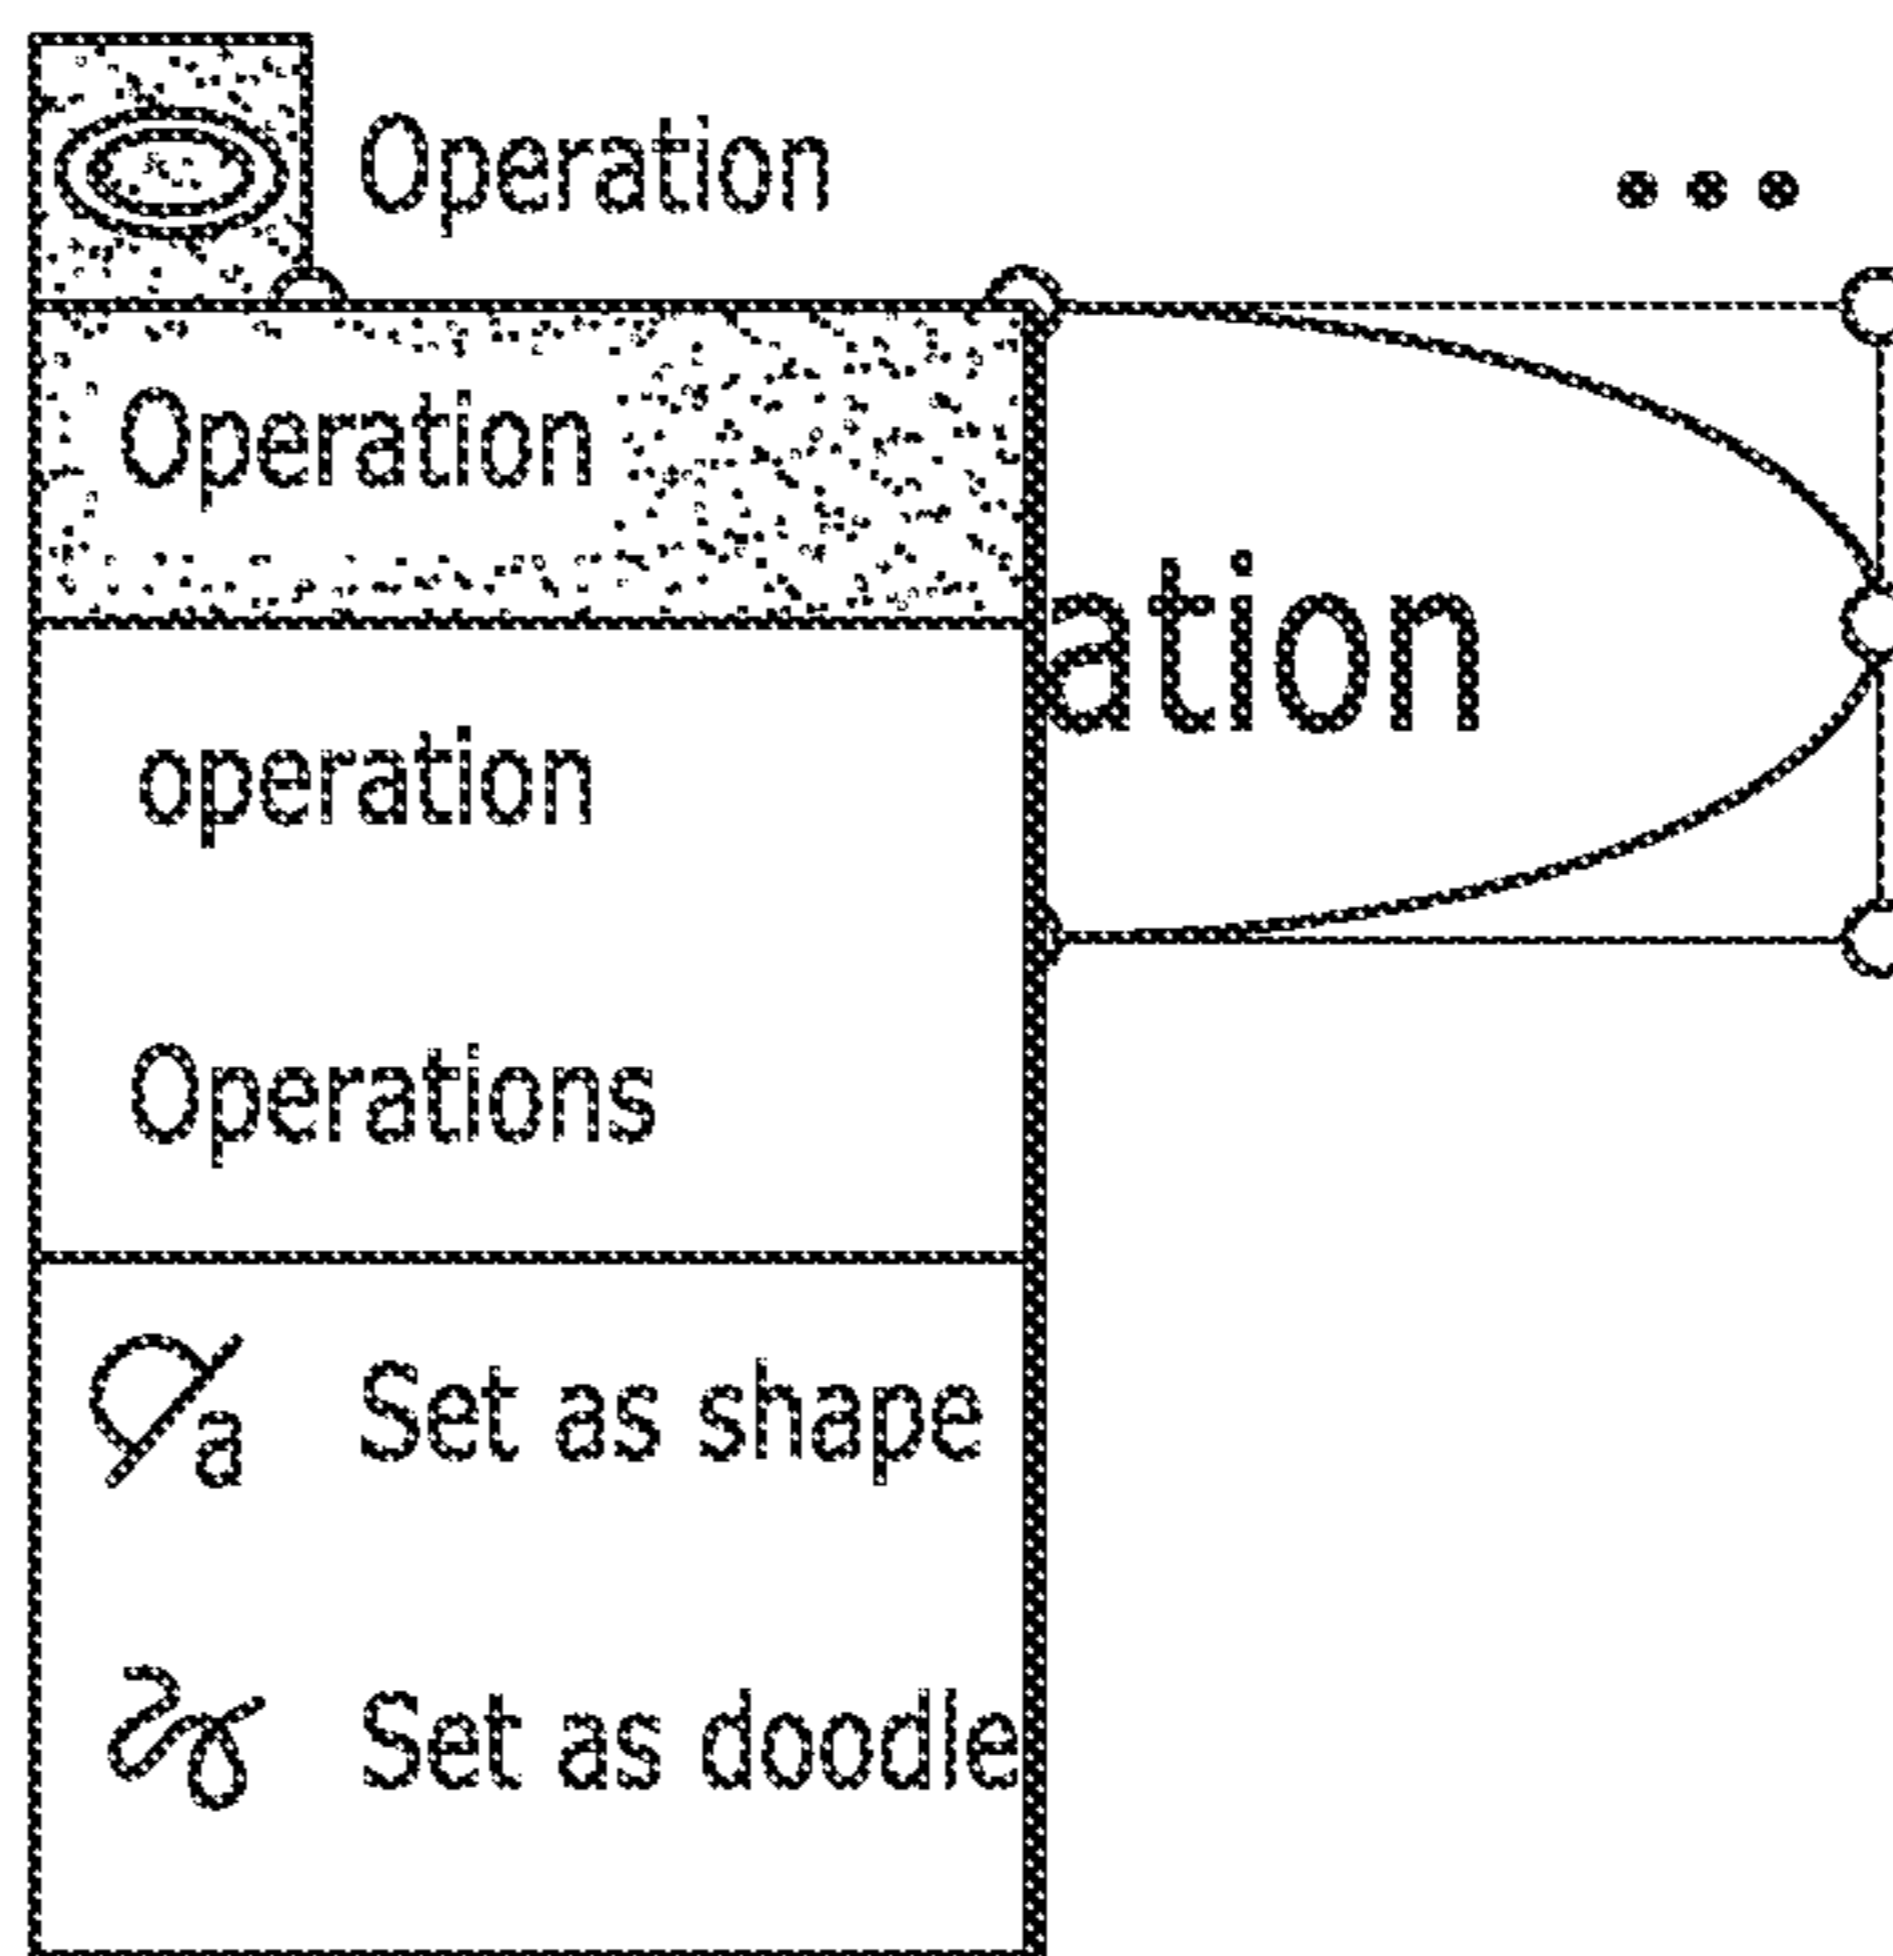 Operation
Operation
ation
operation
Operations
a Set as shape
Set as doodle